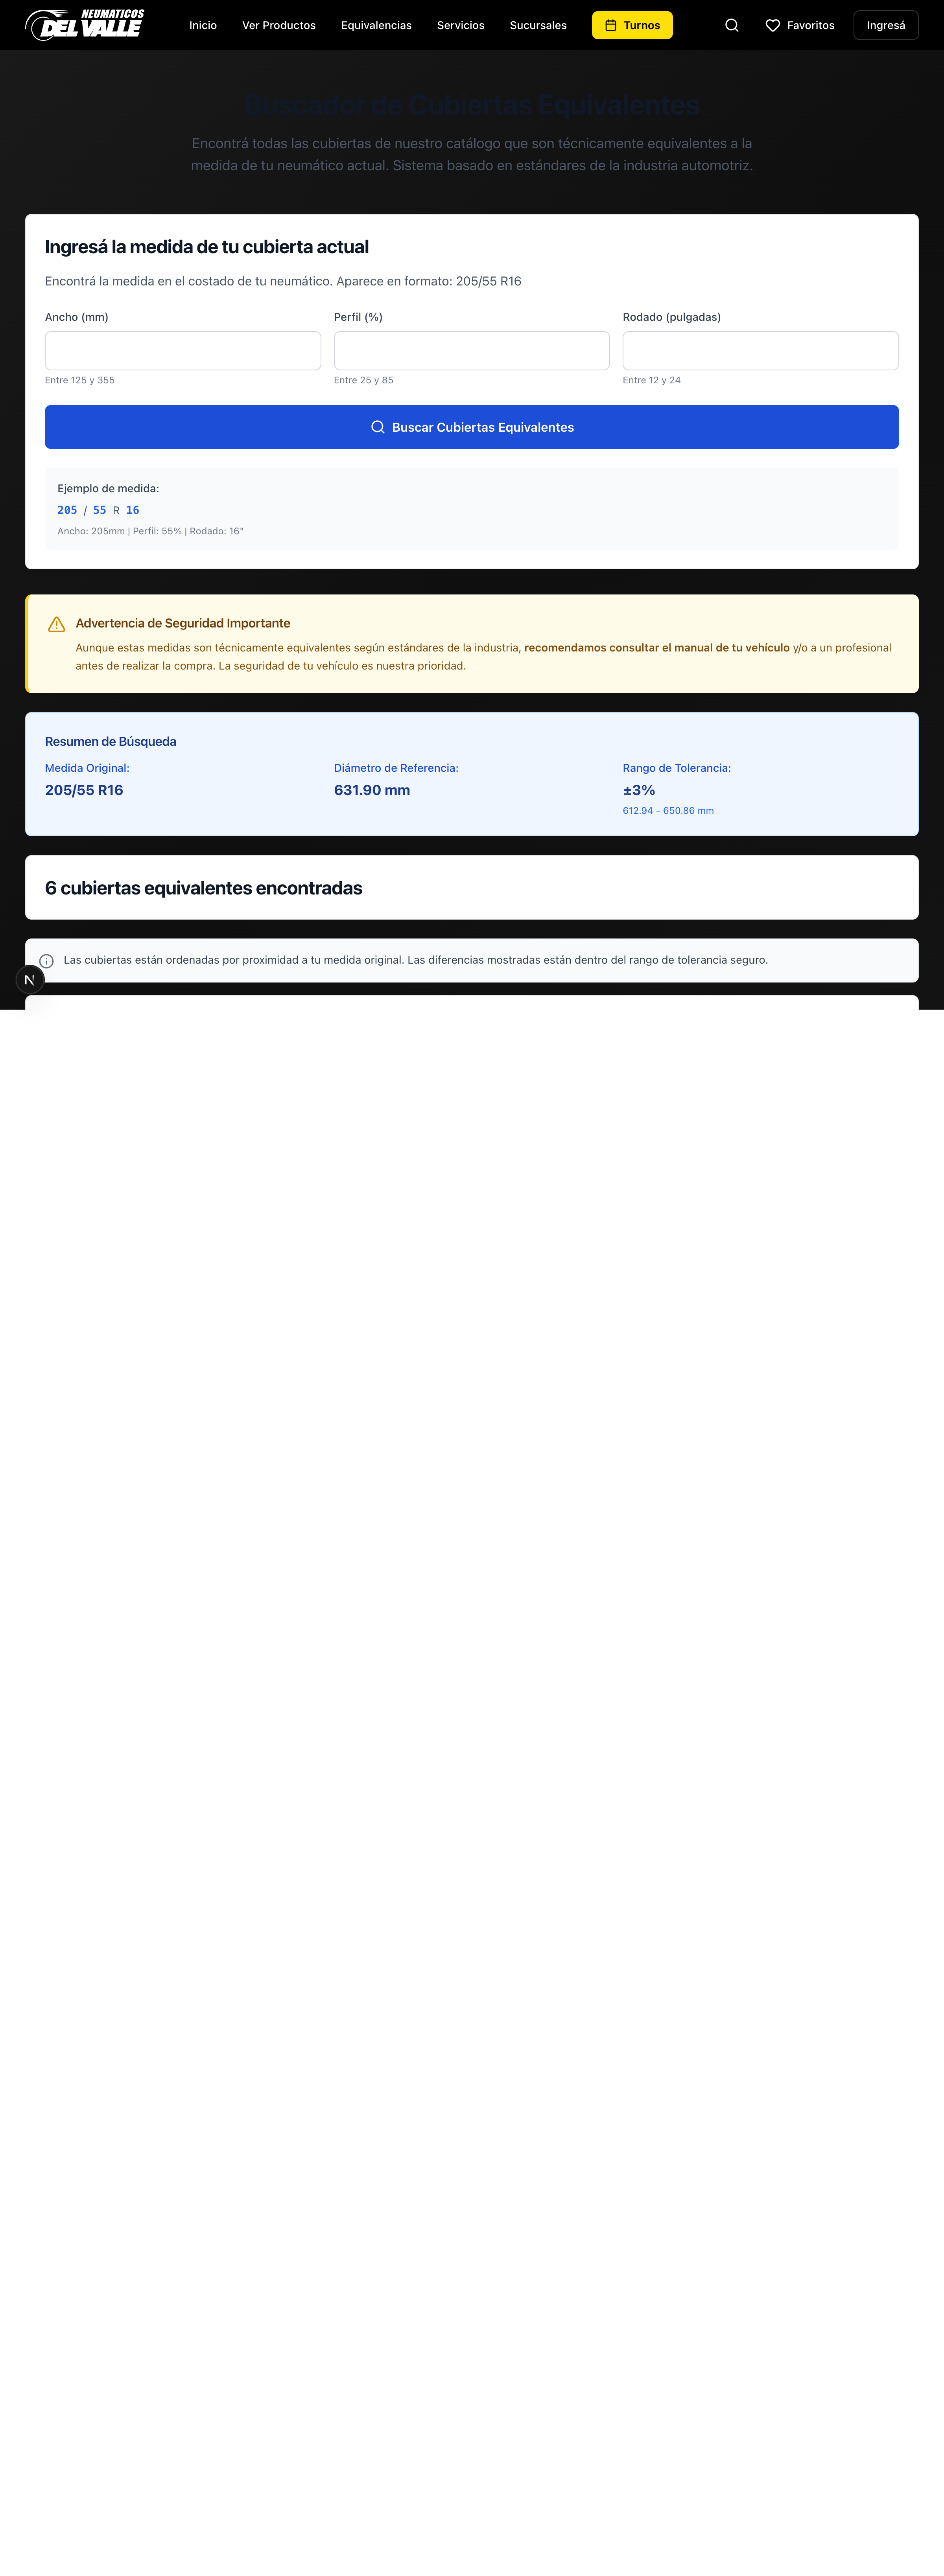 NEUMATICOS
DEL VALLE
Inicio
Ver Productos
Equivalencias
Servicios
Sucursales
Turnos
Favoritos
Ingresá
Buscador de Cubiertas Equivalentes
Encontrá todas las cubiertas de nuestro catálogo que son técnicamente equivalentes a la
medida de tu neumático actual. Sistema basado en estándares de la industria automotriz.
Ingresá la medida de tu cubierta actual
Encontrá la medida en el costado de tu neumático. Aparece en formato: 205/55 R16
Ancho (mm)
Perfil (%)
Rodado (pulgadas)
Entre 125 y 355
Entre 25 y 85
Entre 12 y 24
Buscar Cubiertas Equivalentes
Ejemplo de medida:
205 / 55 R 16
Ancho: 205mm | Perfil: 55% | Rodado: 16"
Advertencia de Seguridad Importante
Aunque estas medidas son técnicamente equivalentes según estándares de la industria, recomendamos consultar el manual de tu vehículo y/o a un profesional
antes de realizar la compra. La seguridad de tu vehículo es nuestra prioridad.
Resumen de Búsqueda
Medida Original:
205/55 R16
Diámetro de Referencia:
631.90 mm
Rango de Tolerancia:
±3%
612.94 - 650.86 mm
6 cubiertas equivalentes encontradas
Las cubiertas están ordenadas por proximidad a tu medida original. Las diferencias mostradas están dentro del rango de tolerancia seguro.
N